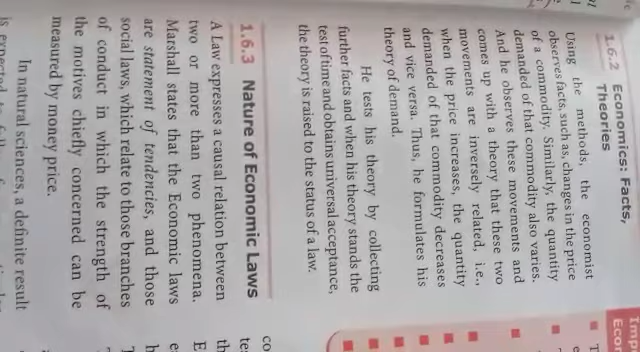 1.6.2 Economics: Facts,
Theories
Using the methods, the economist
observes facts, such as, changes in the price
of a commodity. Similarly, the quantity
demanded of that commodity also varies.
And he observes these movements and
comes up with a theory that these two
movements are inversely related, i.e.,
when the price increases, the quantity
demanded of that commodity decreases
and vice versa. Thus, he formulates his
theory of demand.
He tests his theory by collecting
further facts and when his theory stands the
test of time and obtains universal acceptance,
the theory is raised to the status of a law.
1.6.3 Nature of Economic Laws
A Law expresses a causal relation between
two or more than two phenomena.
Marshall states that the Economic laws
are statement of tendencies, and those
social laws, which relate to those branches
of conduct in which the strength of
the motives chiefly concerned can be
measured by money price.
In natural sciences, a definite result
is expected to